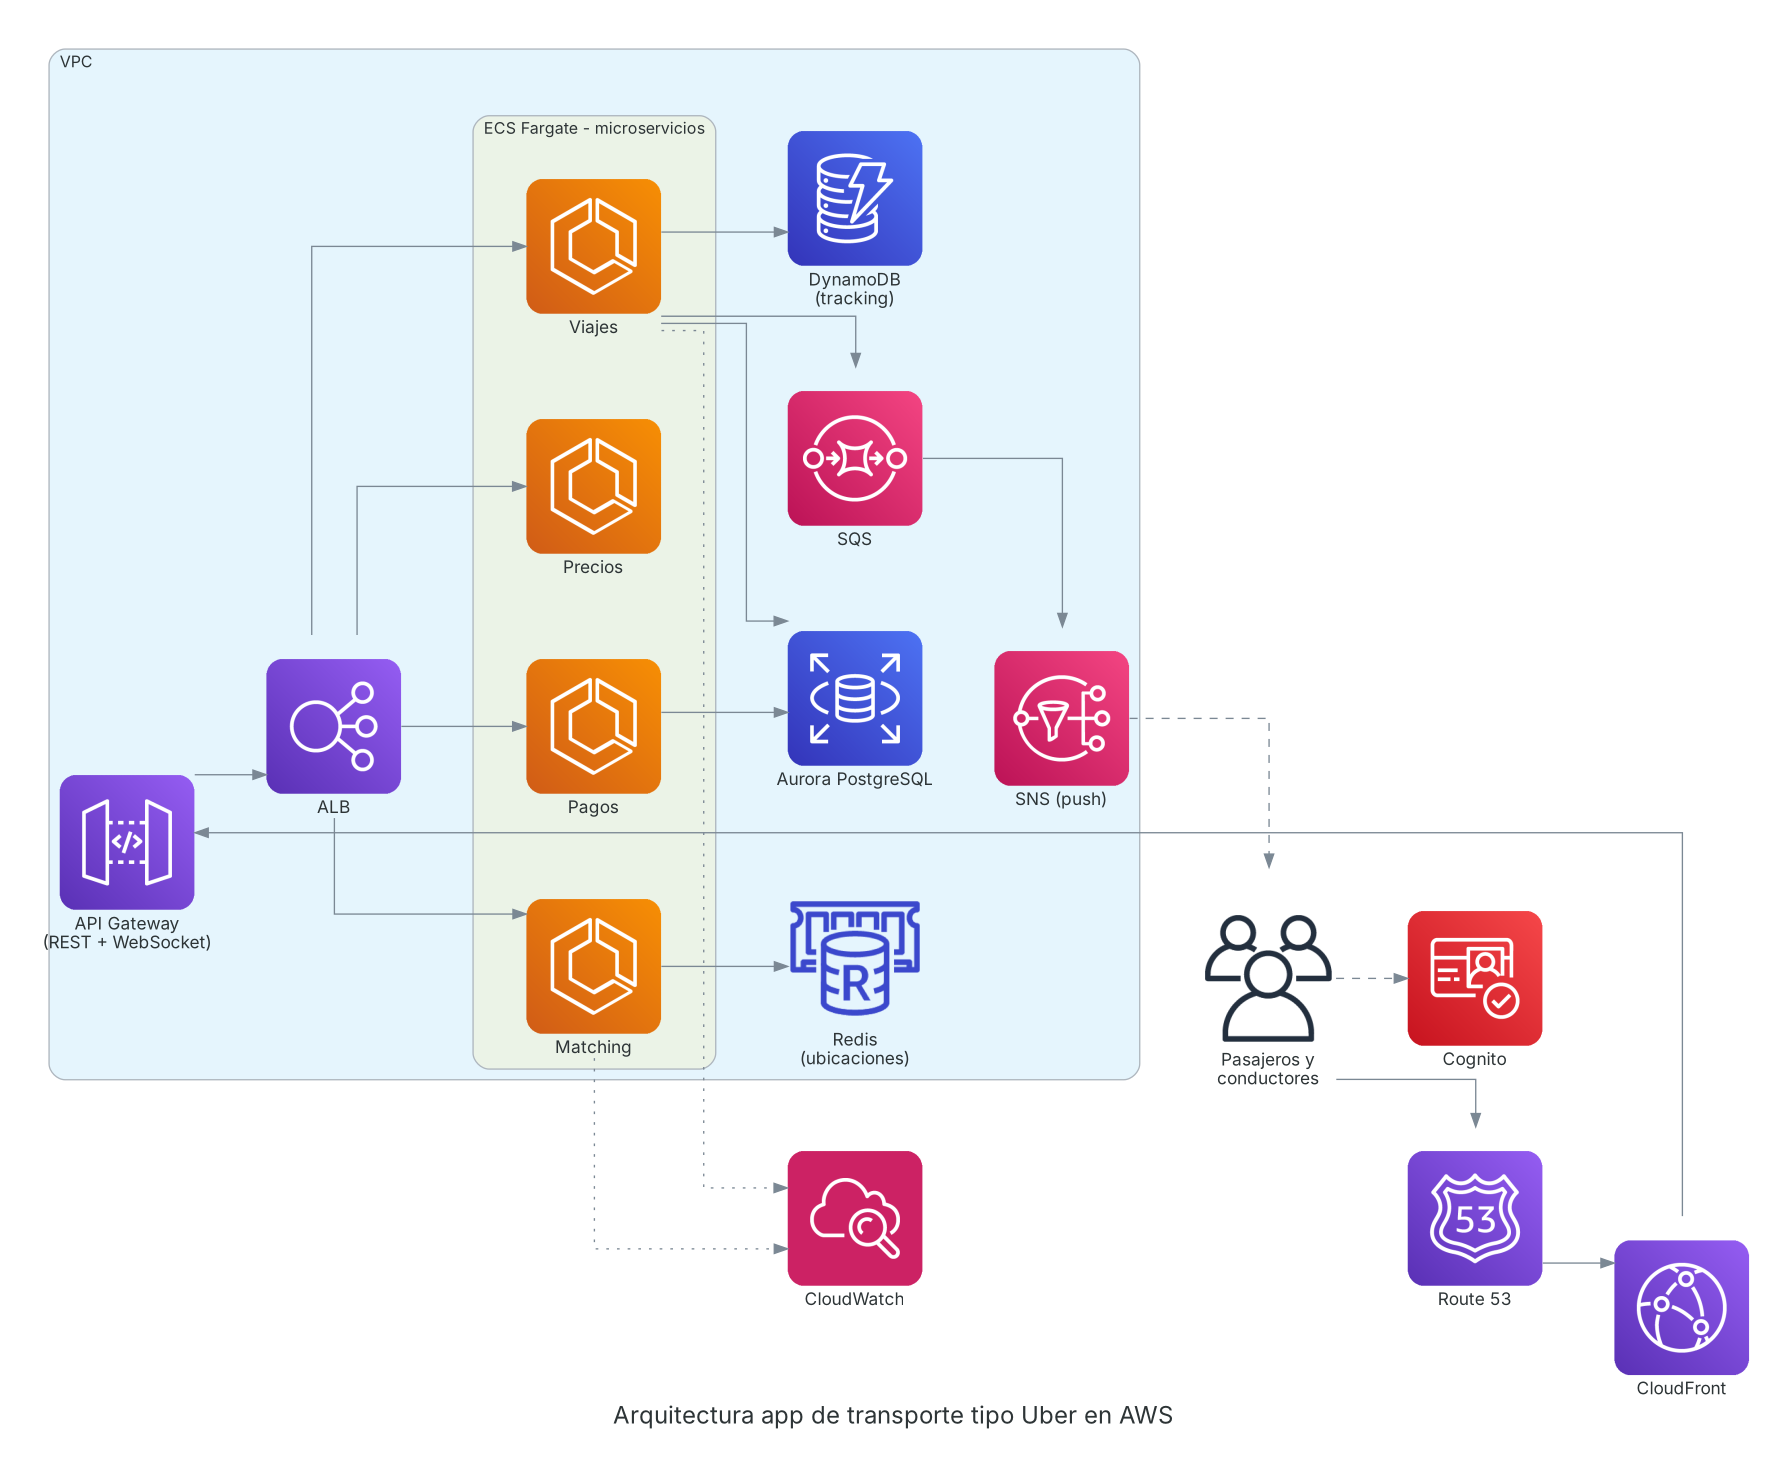 VPC
ECS Fargate - microservicios
DynamoDB
(tracking)
Viajes
SQS
Precios
Aurora PostgreSQL
SNS (push)
ALB
Pagos
API Gateway
(REST + WebSocket)
Matching
R
Redis
(ubicaciones)
Pasajeros y
conductores
Cognito
53
Route 53
CloudWatch
CloudFront
Arquitectura app de transporte tipo Uber en AWS